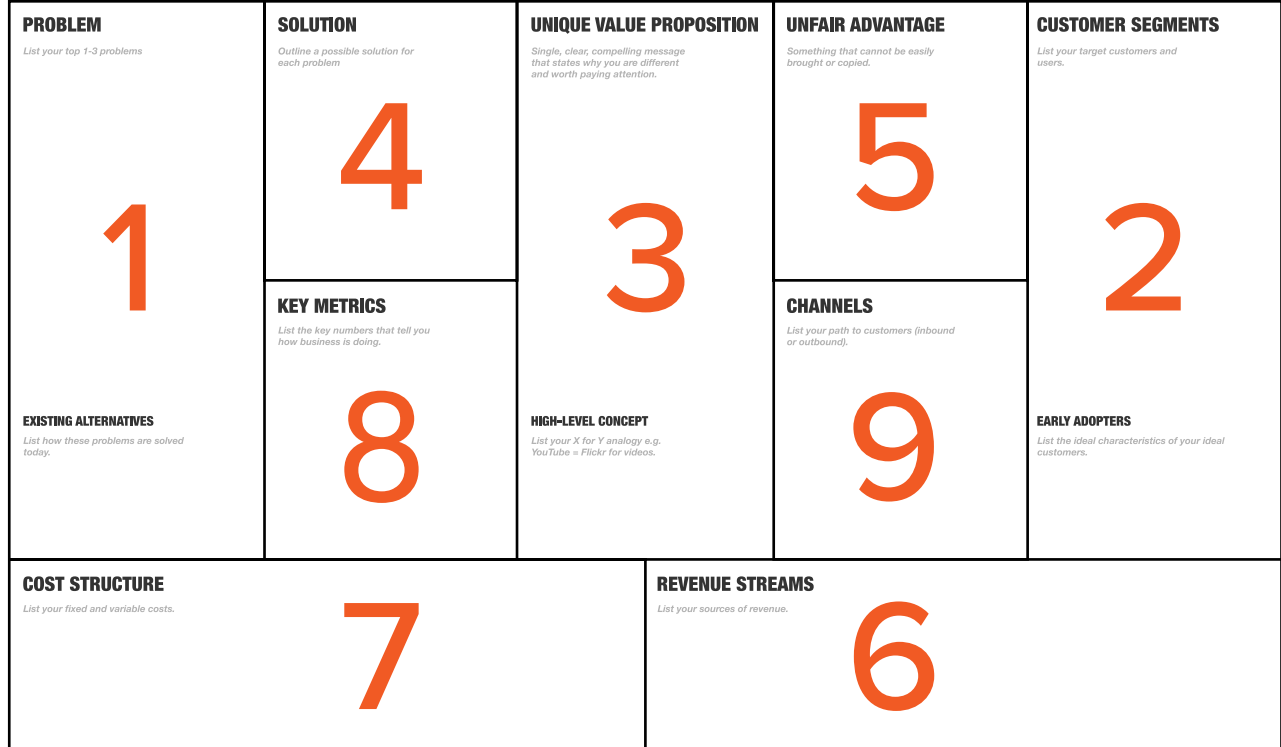 PROBLEM
List your top 1-3 problems
1
EXISTING ALTERNATIVES
List how these problems are solved
today.
SOLUTION
Outline a possible solution for
each problem
4
KEY METRICS
List the key numbers that tell you
how business is doing.
8
UNIQUE VALUE PROPOSITION
Single, clear, compelling message
that states why you are different
and worth paying attention.
3
HIGH-LEVEL CONCEPT
List your X for Y analogy e.g.
YouTube = Flickr for videos.
UNFAIR ADVANTAGE
Something that cannot be easily
brought or copied.
5
CHANNELS
List your path to customers (inbound
or outbound).
9
CUSTOMER SEGMENTS
List your target customers and
users.
2
EARLY ADOPTERS
List the ideal characteristics of your ideal
customers.
COST STRUCTURE
List your fixed and variable costs.
7
REVENUE STREAMS
List your sources of revenue.
6